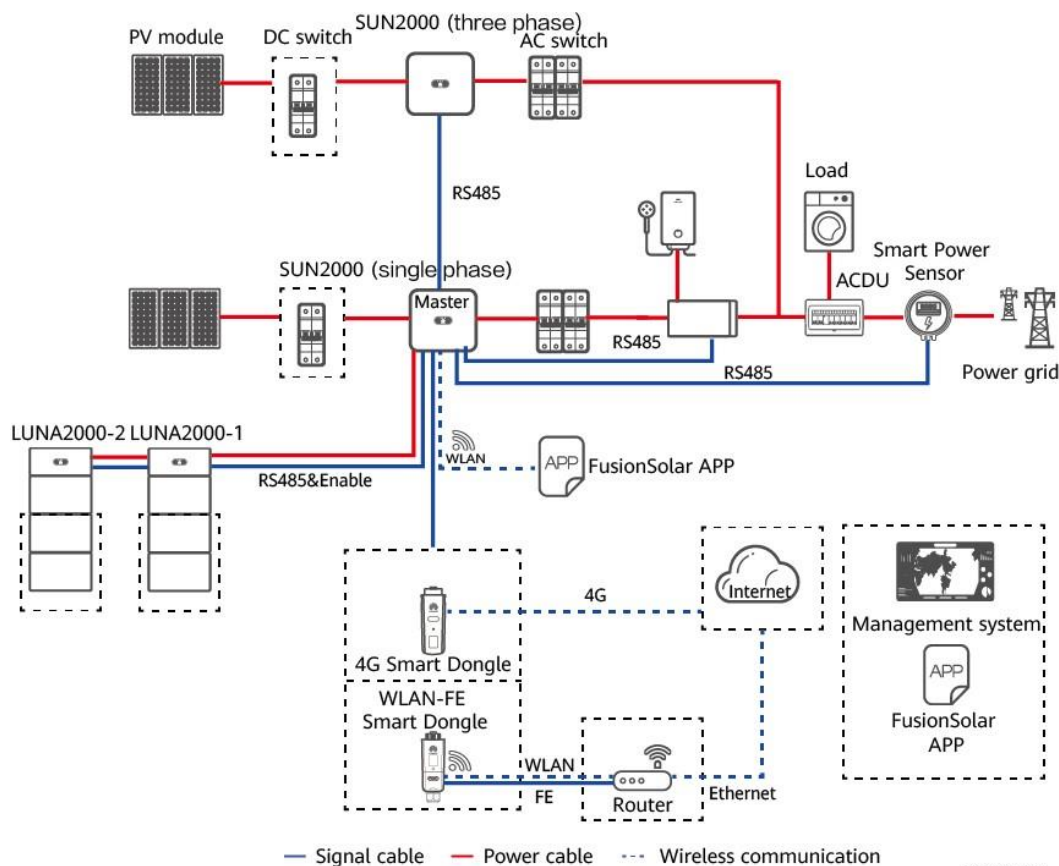 SUN2000 (three phase)
PV module
DC switch
AC switch
RS485
Load
SUN2000 (single phase)
Master
Smart Power
Sensor
ACDU
RS485
RS485
Power grid
LUNA2000-2
LUNA2000-1
RS485&Enable
WLAN
APP
FusionSolar APP
Internet
4G
Management system
4G Smart Dongle
APP
FusionSolar
APP
WLAN-FE
Smart Dongle
WLAN
FE
Router
Ethernet
Signal cable
Power cable
Wireless communication